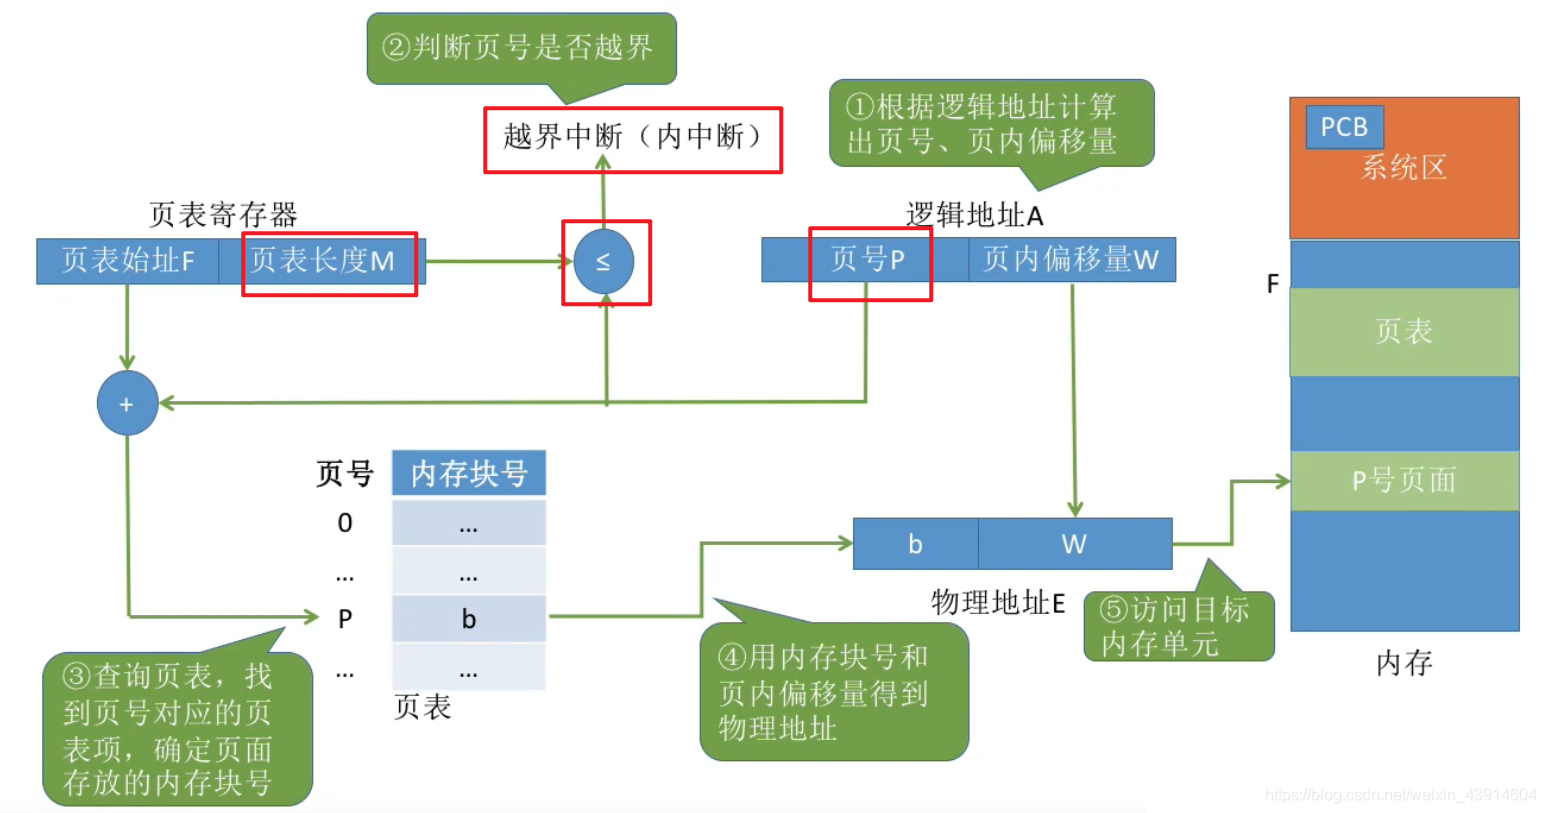 ②判断页号是否越界
越界中断（内中断）
①根据逻辑地址计算
出页号、页内偏移量
PCB
系统区
页表寄存器
逻辑地址A
页表始址F
页表长度M
≤
页号P
页内偏移量W
F
页表
+
页号
内存块号
0
...
...
...
P
b
...
...
页表
P号页面
b
W
物理地址E
③查询页表，找
到页号对应的页
表项，确定页面
存放的内存块号
④用内存块号和
页内偏移量得到
物理地址
⑤访问目标
内存单元
内存
https://blog.csdn.net/weixin_43914604